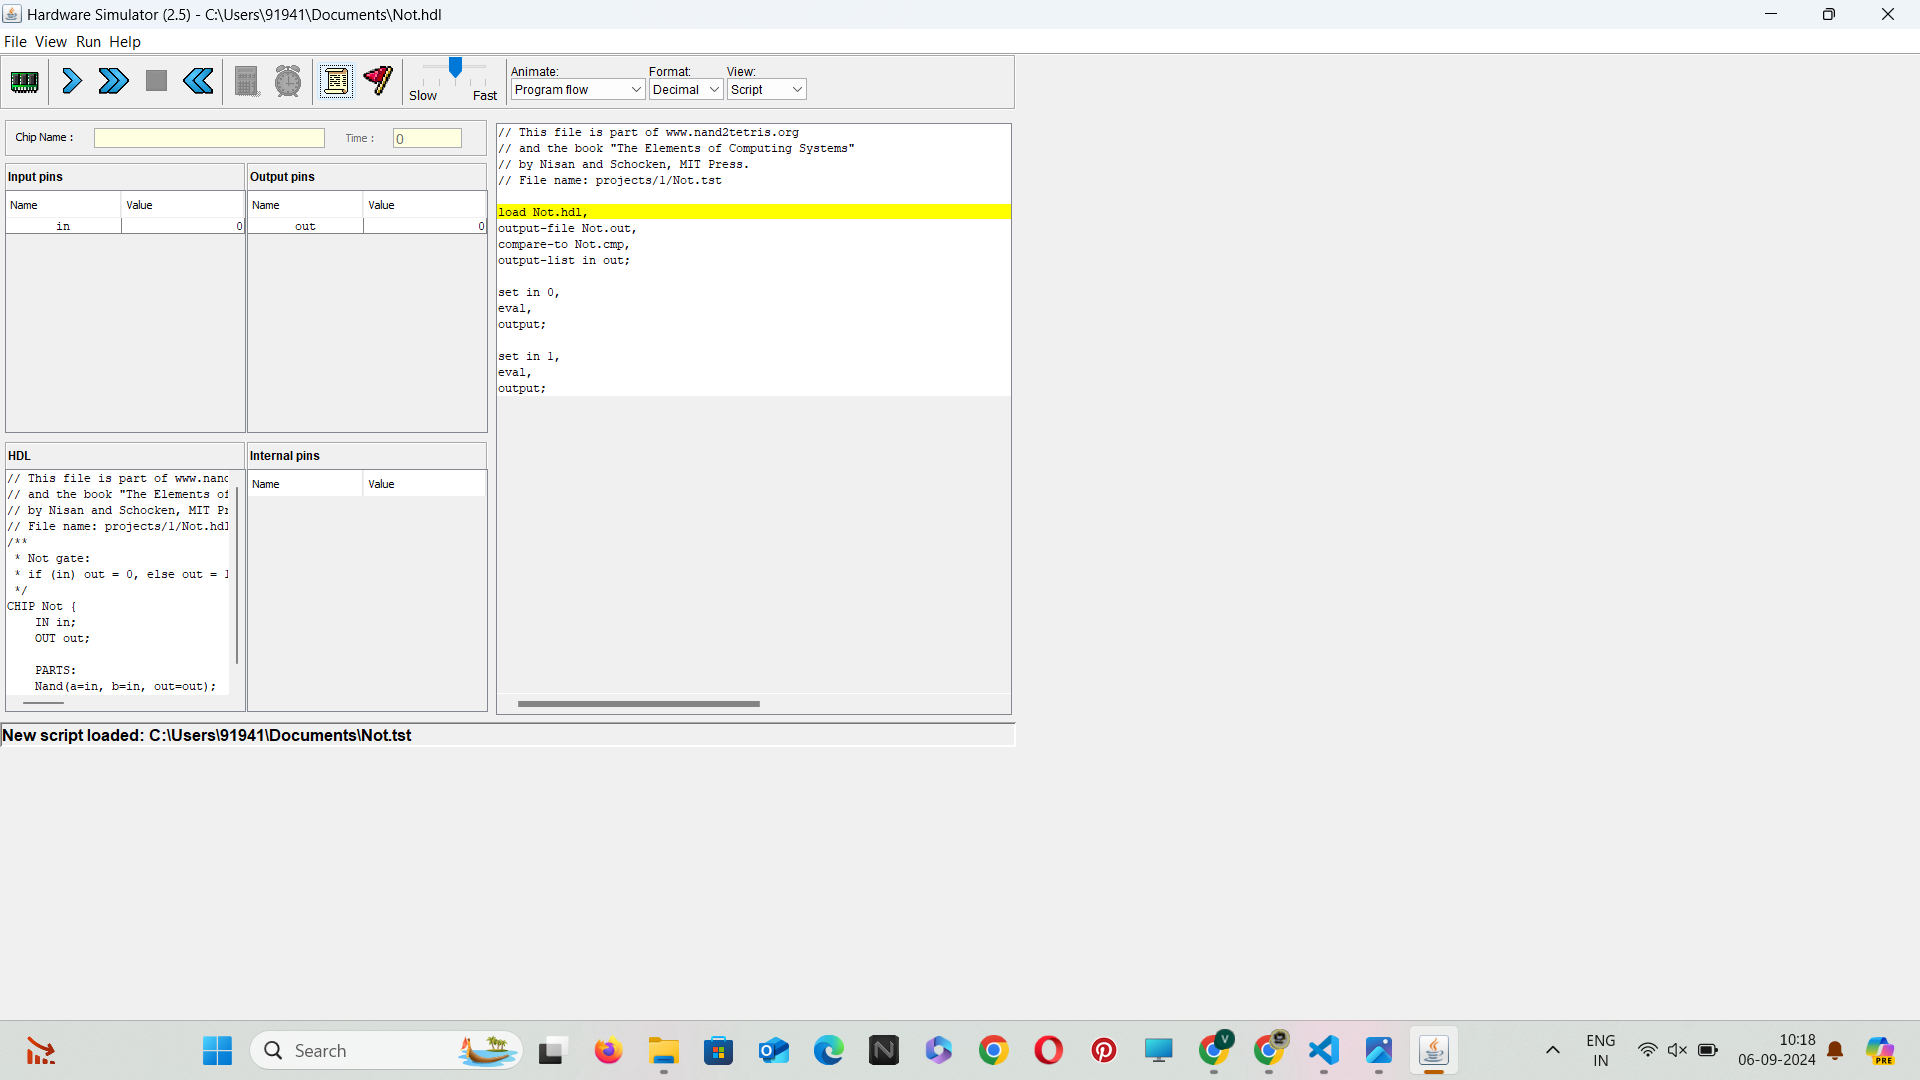 Hardware Simulator (2.5) - C:\Users\91941\Documents\Not.hdl
File View Run Help
Slow Fast
Animate: Format: View:
Program flow Decimal Script
Chip Name : Time : 0
Input pins Output pins
Name Value Name Value
in 0 out 0
// This file is part of www.nand2tetris.org
// and the book "The Elements of Computing Systems"
// by Nisan and Schocken, MIT Press.
// File name: projects/1/Not.tst
load Not.hdl,
output-file Not.out,
compare-to Not.cmp,
output-list in out;
set in 0,
eval,
output;
set in 1,
eval,
output;
HDL Internal pins
Name Value
// This file is part of www.nand
// and the book "The Elements of
// by Nisan and Schocken, MIT Pr
// File name: projects/1/Not.hdl
/**
* Not gate:
* if (in) out = 0, else out = 1
*/
CHIP Not {
IN in;
OUT out;
PARTS:
Nand(a=in, b=in, out=out);
New script loaded: C:\Users\91941\Documents\Not.tst
Search
V
PRE
ENG
IN
10:18
06-09-2024